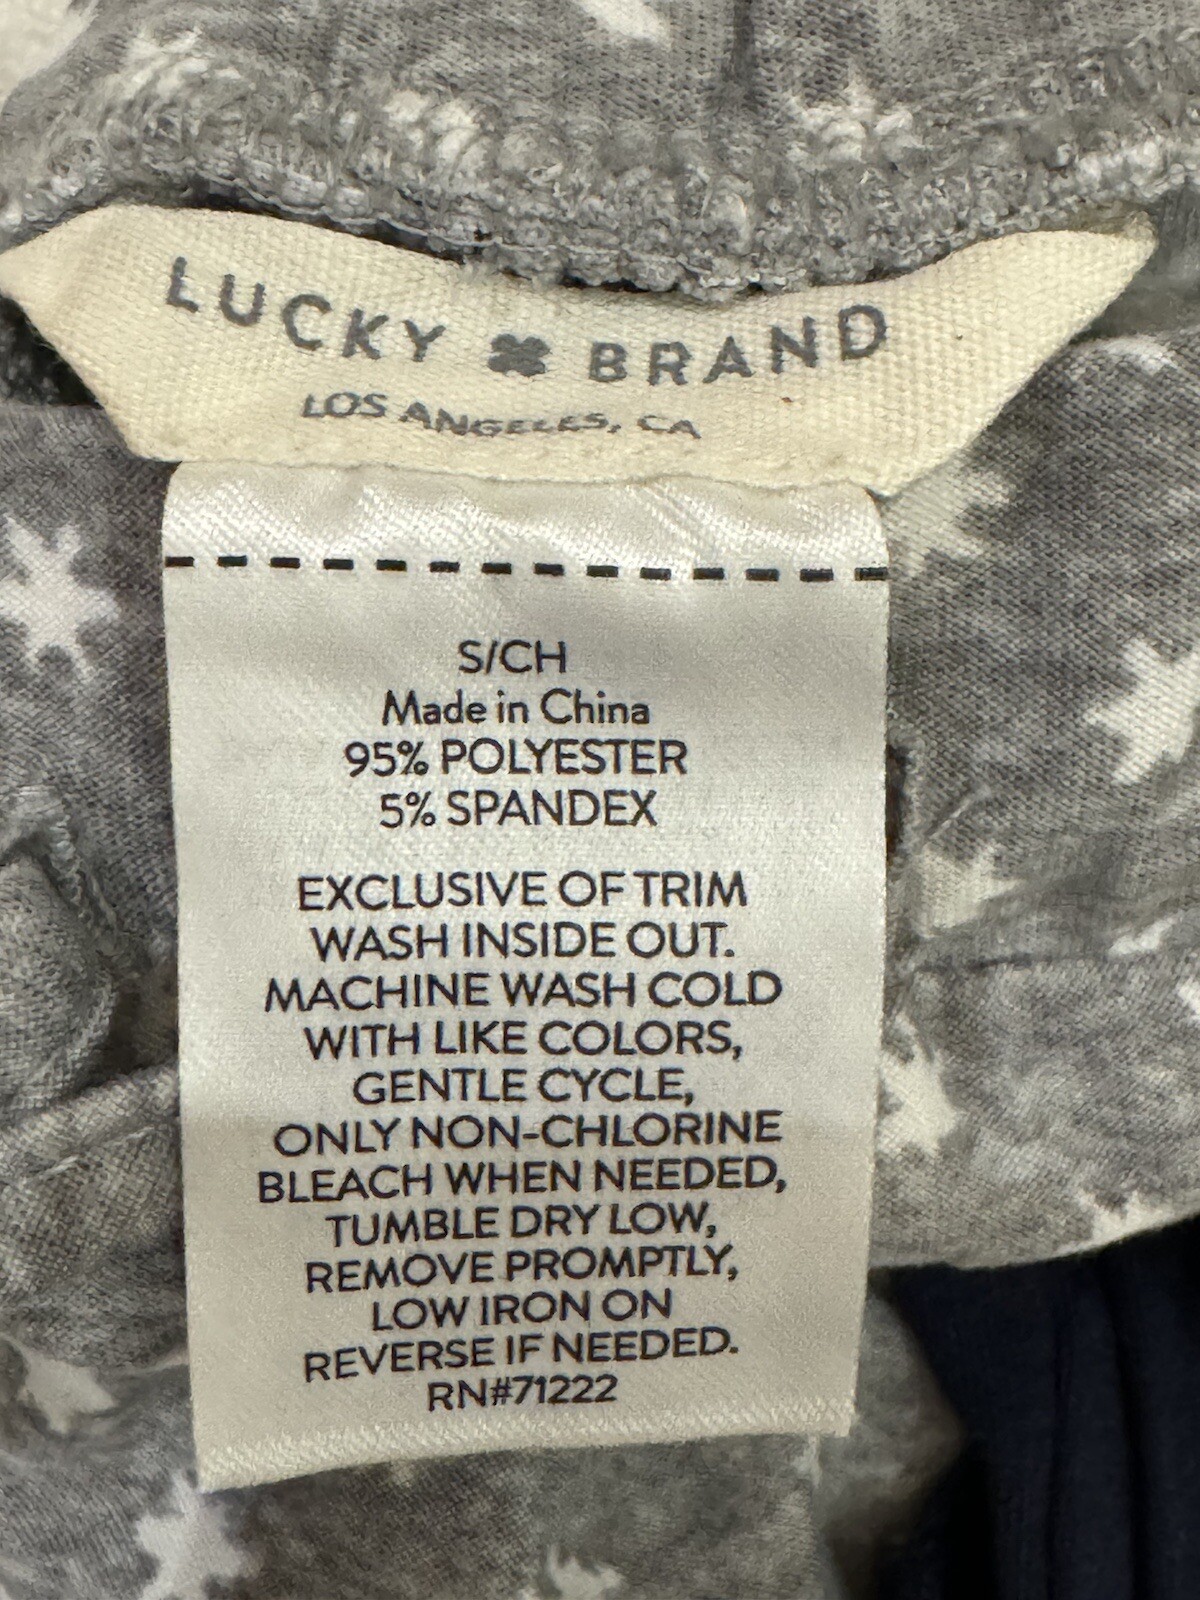 LUCKY BRAND
LOS ANGELES, CA
S/CH
Made in China
95% POLYESTER
5% SPANDEX
EXCLUSIVE OF TRIM
WASH INSIDE OUT.
MACHINE WASH COLD
WITH LIKE COLORS,
GENTLE CYCLE,
ONLY NON-CHLORINE
BLEACH WHEN NEEDED,
TUMBLE DRY LOW,
REMOVE PROMPTLY,
LOW IRON ON
REVERSE IF NEEDED.
RN#71222